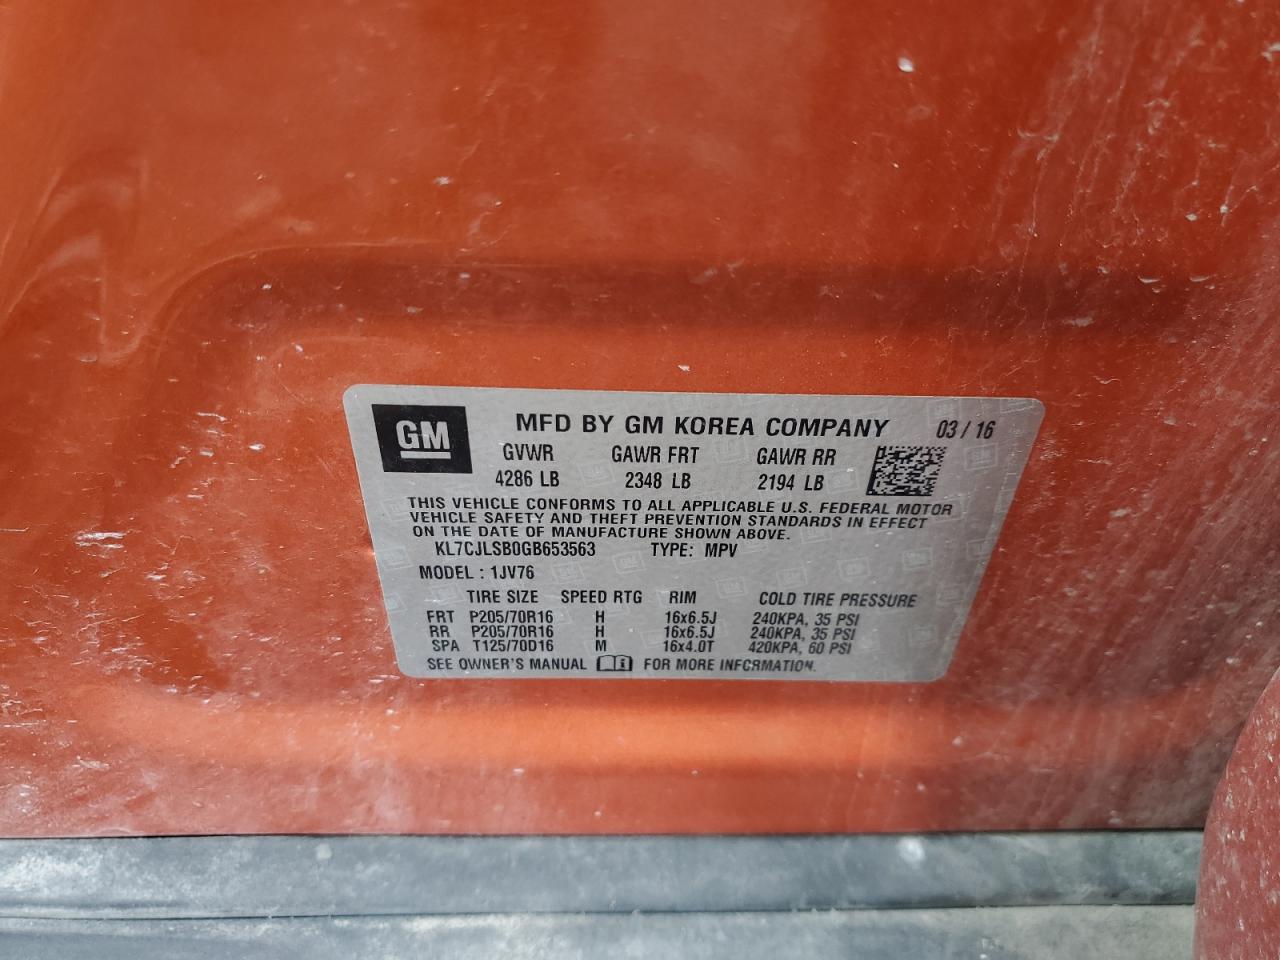 GM
MFD BY GM KOREA COMPANY 03 / 16
GVWR GAWR FRT GAWR RR
4286 LB 2348 LB 2194 LB
THIS VEHICLE CONFORMS TO ALL APPLICABLE U.S. FEDERAL MOTOR
VEHICLE SAFETY AND THEFT PREVENTION STANDARDS IN EFFECT
ON THE DATE OF MANUFACTURE SHOWN ABOVE.
KL7CJLSB0GB653563 TYPE: MPV
MODEL : 1JV76
TIRE SIZE SPEED RTG RIM COLD TIRE PRESSURE
FRT P205/70R16 H 16x6.5J 240KPA, 35 PSI
RR P205/70R16 H 16x6.5J 240KPA, 35 PSI
SPA T125/70D16 M 16x4.0T 420KPA, 60 PSI
SEE OWNER'S MANUAL FOR MORE INFORMATION.